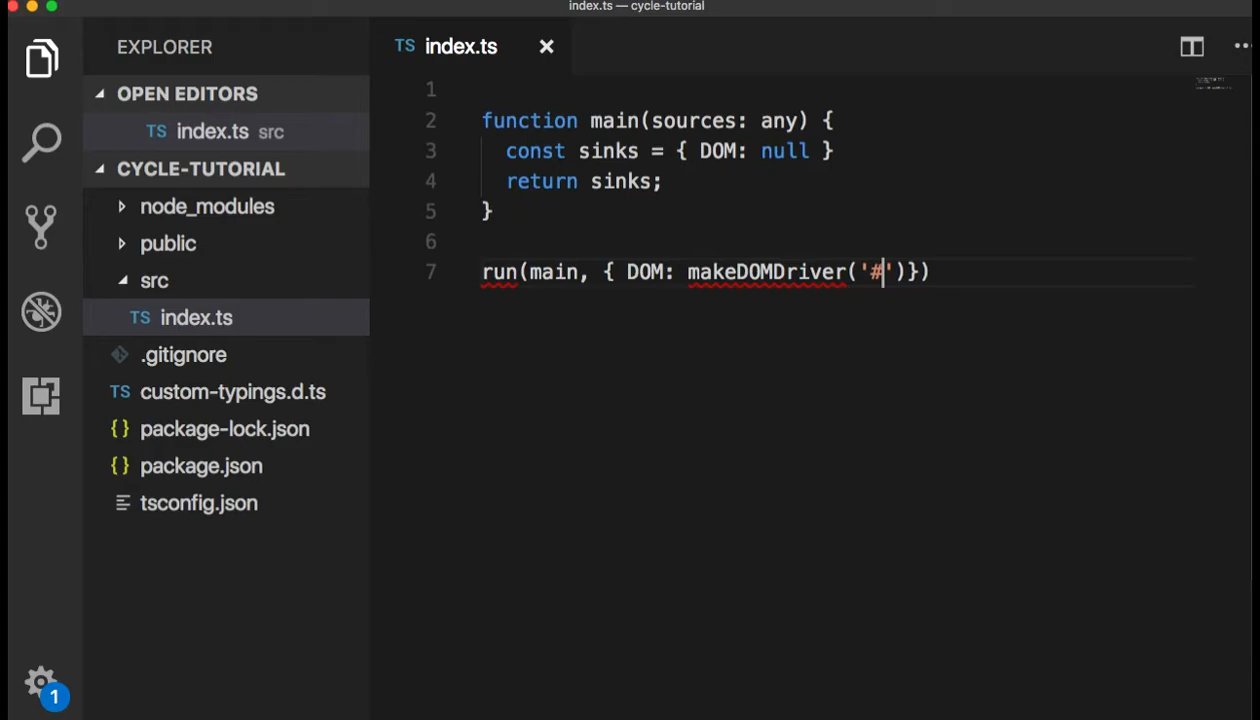 index.ts — cycle-tutorial
EXPLORER
OPEN EDITORS
TS index.ts src
CYCLE-TUTORIAL
node_modules
public
src
TS index.ts
.gitignore
TS custom-typings.d.ts
{} package-lock.json
{} package.json
tsconfig.json
1
TS index.ts
1
2 function main(sources: any) {
3 const sinks = { DOM: null }
4 return sinks;
5 }
6
7 run(main, { DOM: makeDOMDriver('#')})